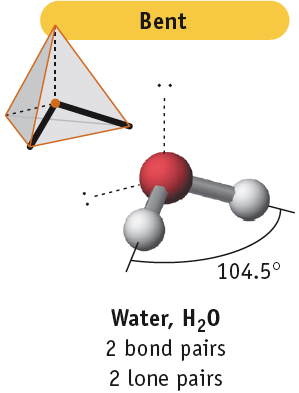 Bent
104.5°
Water, H₂O
2 bond pairs
2 lone pairs